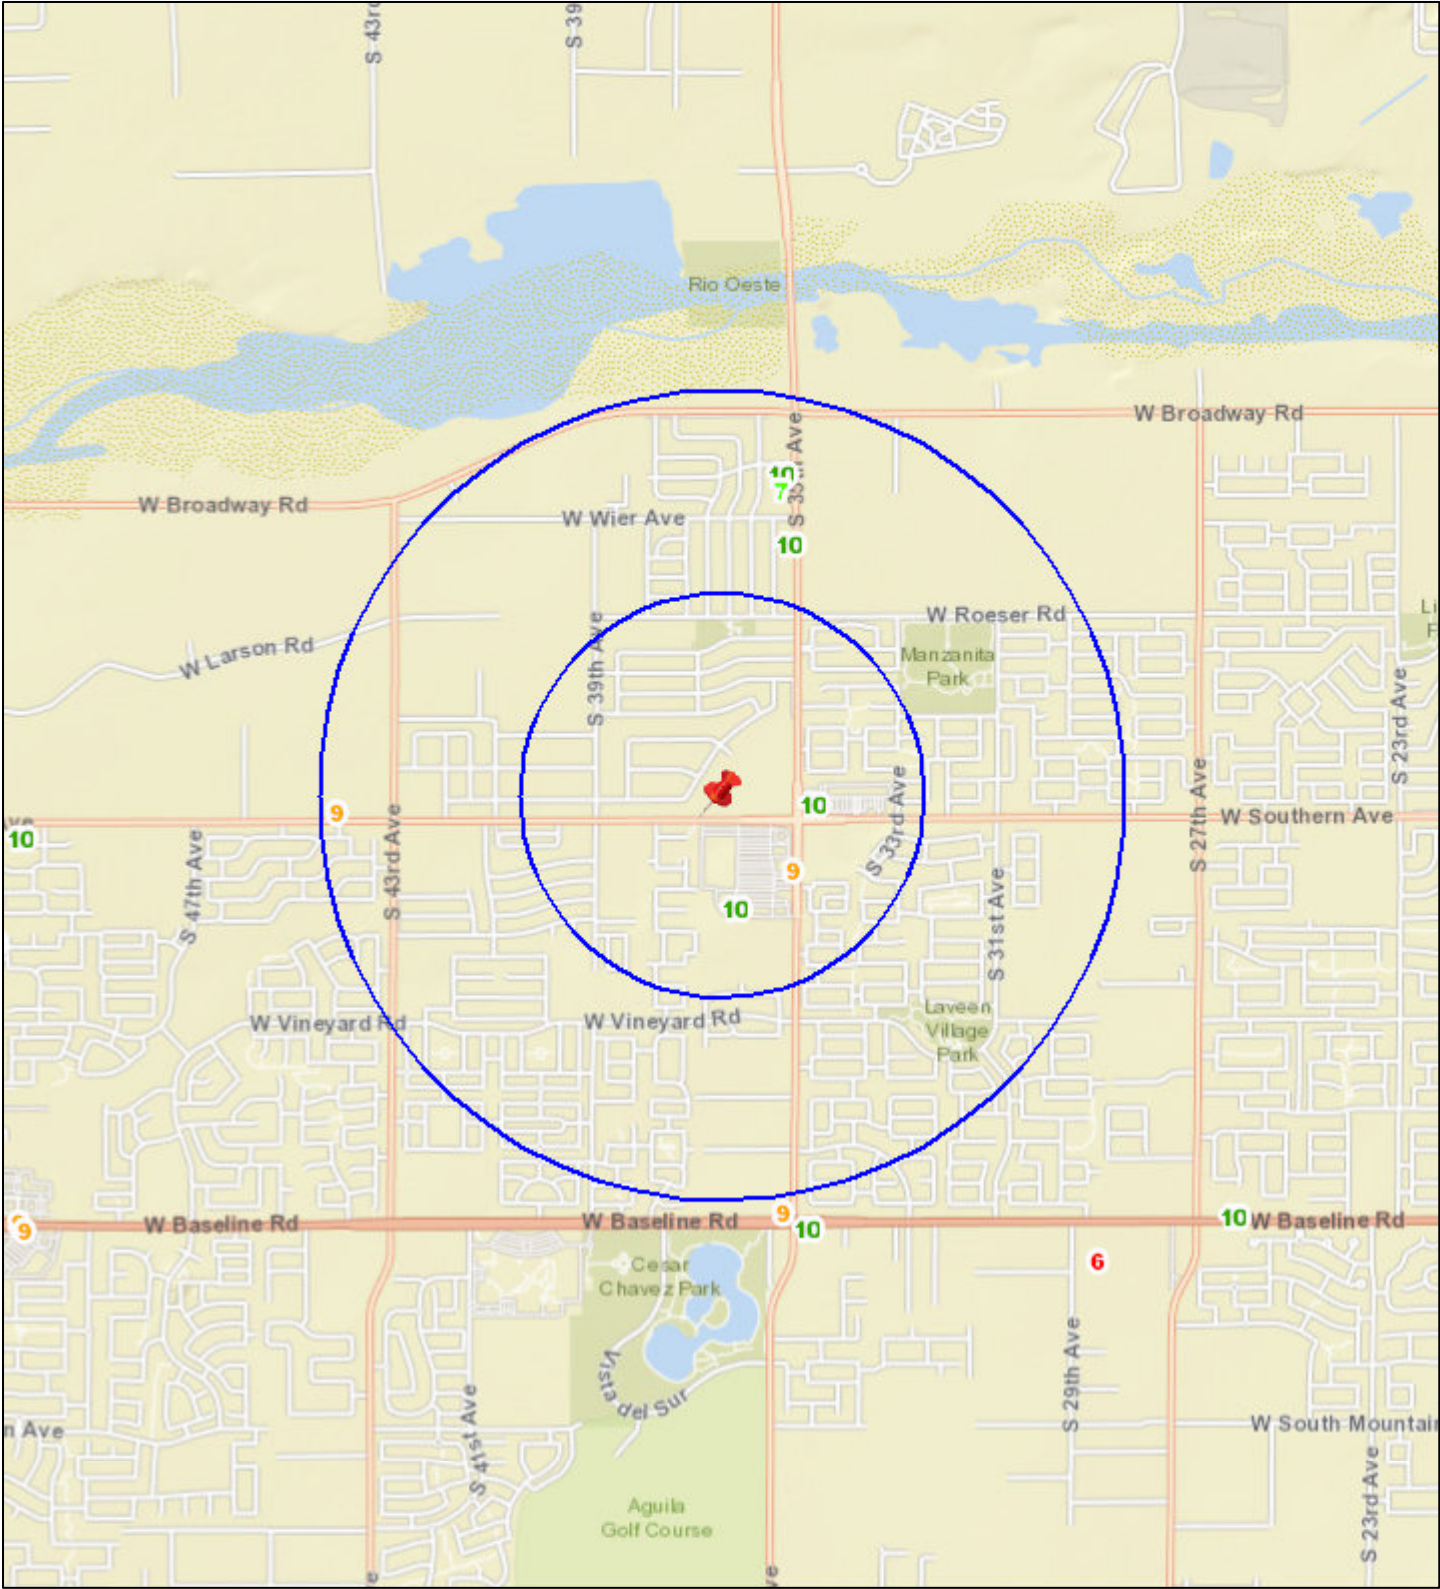 S 43rd
S 39
Rio Oeste
W Broadway Rd
W Broadway Rd
S 35th Ave
10
7
W Wier Ave
10
W Roeser Rd
W Larson Rd
S 39th Ave
Manzanita
Park
Li
F
S 23rd Ave
S 33rd Ave
S 27th Ave
9
10
W Southern Ave
10
S 47th Ave
S 43rd Ave
9
10
S 31st Ave
W Vineyard Rd
W Vineyard Rd
Laveen
Village
Park
9
W Baseline Rd
W Baseline Rd
9
10
10
W Baseline Rd
6
Cesar
Chavez Park
Vista del Sur
S 29th Ave
n Ave
S 41st Ave
W South Mountain
Aguila
Golf Course
S 23rd Ave
ve
ve